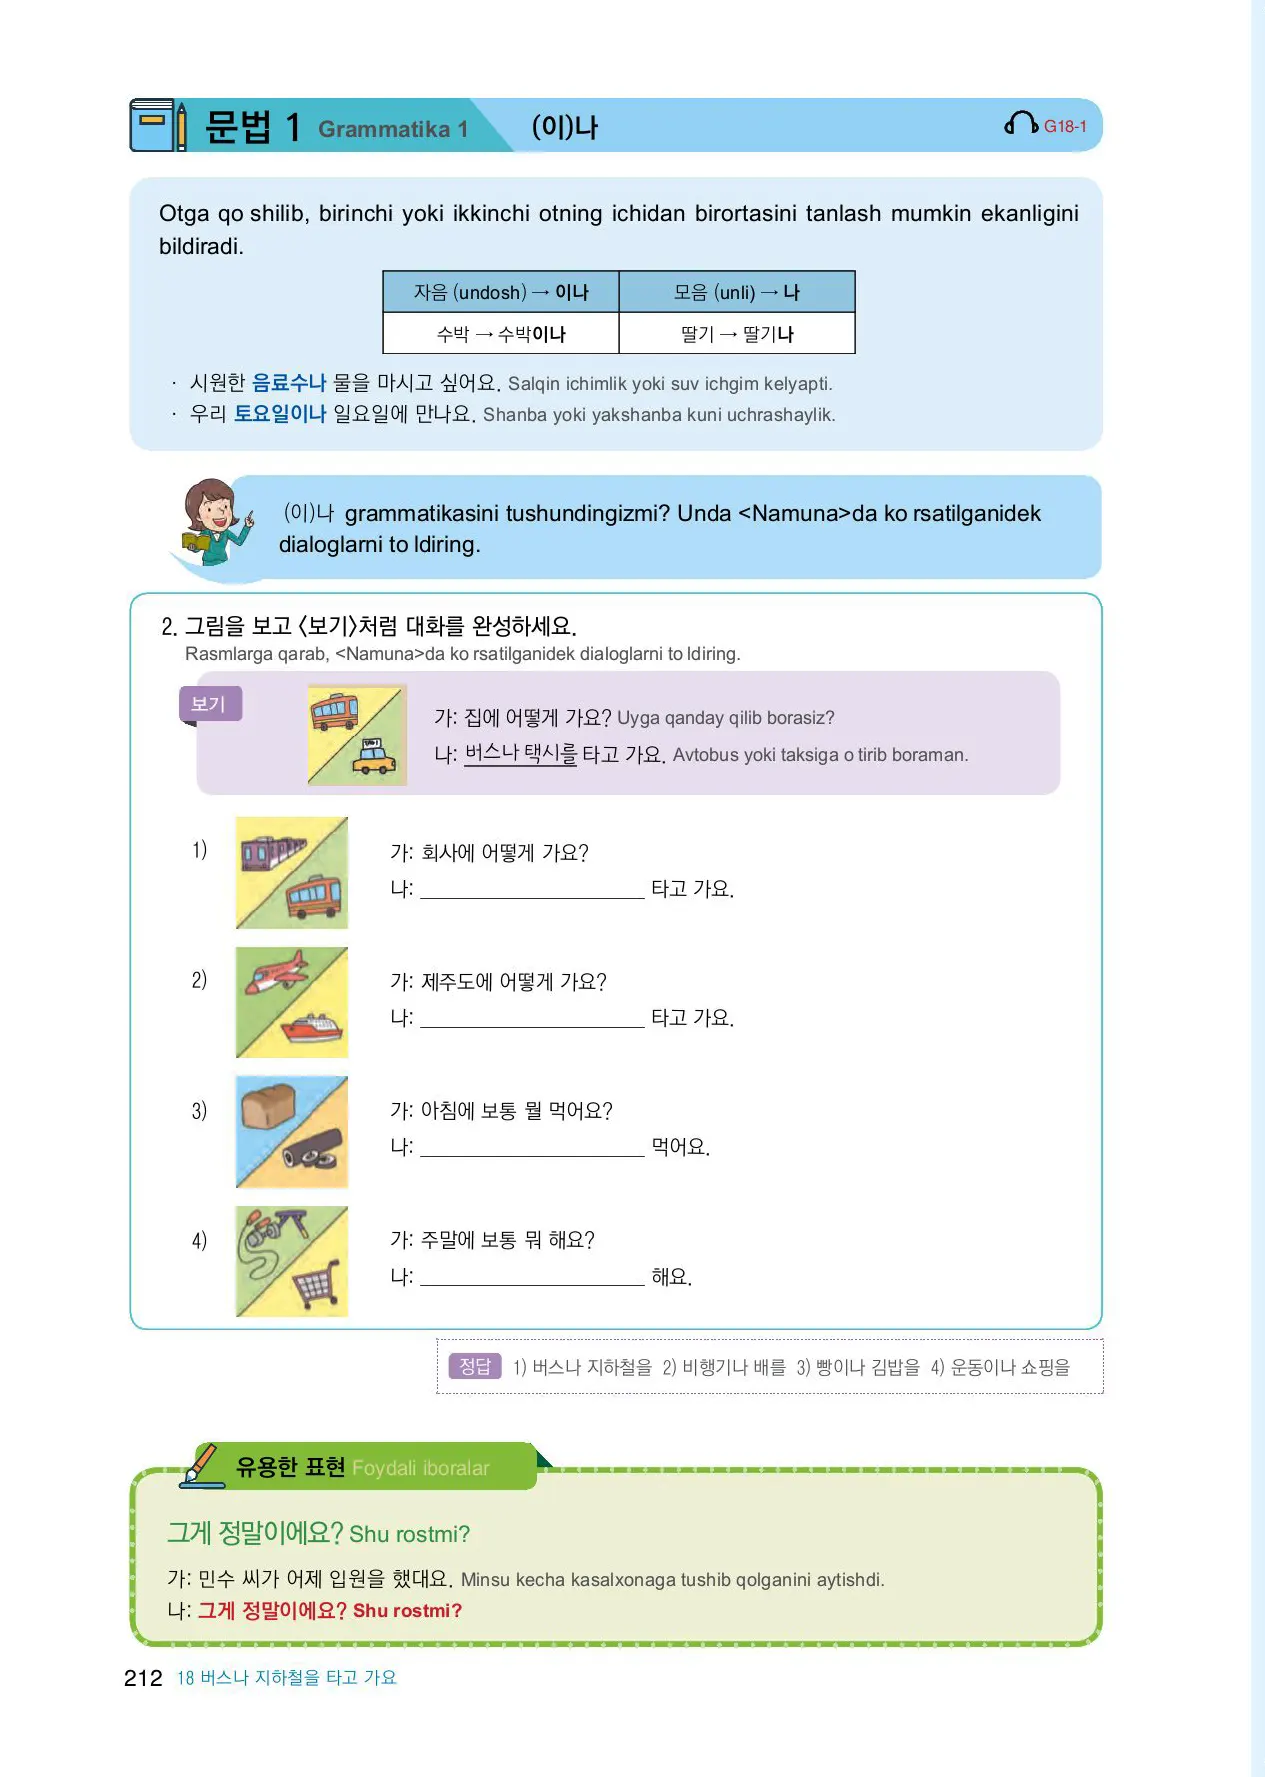 문법 1 Grammatika 1 (이)나 G18-1
Otga qo shilib, birinchi yoki ikkinchi otning ichidan birortasini tanlash mumkin ekanligini
bildiradi.
자음 (undosh) → 이나 모음 (unli) → 나
수박 → 수박이나 딸기 → 딸기나
· 시원한 음료수나 물을 마시고 싶어요. Salqin ichimlik yoki suv ichgim kelyapti.
· 우리 토요일이나 일요일에 만나요. Shanba yoki yakshanba kuni uchrashaylik.
(이)나 grammatikasini tushundingizmi? Unda <Namuna>da ko rsatilganidek
dialoglarni to ldiring.
2. 그림을 보고 〈보기〉처럼 대화를 완성하세요.
Rasmlarga qarab, <Namuna>da ko rsatilganidek dialoglarni to ldiring.
보기
가: 집에 어떻게 가요? Uyga qanday qilib borasiz?
나: 버스나 택시를 타고 가요. Avtobus yoki taksiga o tirib boraman.
1) 가: 회사에 어떻게 가요?
나: ____________________ 타고 가요.
2) 가: 제주도에 어떻게 가요?
나: ____________________ 타고 가요.
3) 가: 아침에 보통 뭘 먹어요?
나: ____________________ 먹어요.
4) 가: 주말에 보통 뭐 해요?
나: ____________________ 해요.
정답 1) 버스나 지하철을 2) 비행기나 배를 3) 빵이나 김밥을 4) 운동이나 쇼핑을
유용한 표현 Foydali iboralar
그게 정말이에요? Shu rostmi?
가: 민수 씨가 어제 입원을 했대요. Minsu kecha kasalxonaga tushib qolganini aytishdi.
나: 그게 정말이에요? Shu rostmi?
212 18 버스나 지하철을 타고 가요